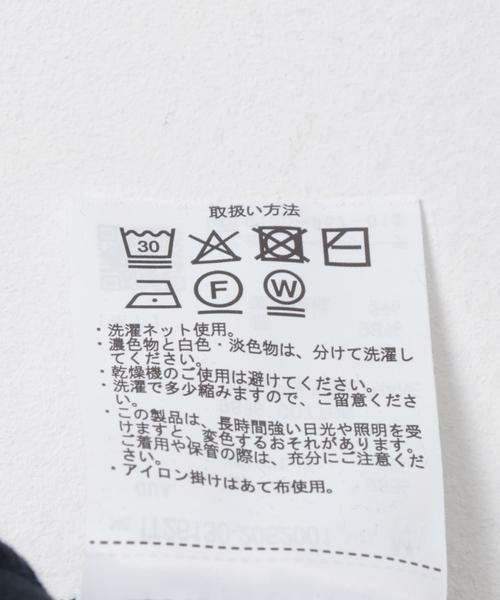 取扱い方法
30
F W
・洗濯ネット使用。
・濃色物と白色・淡色物は、分けて洗濯し
てください。
・乾燥機のご使用は避けてください。
・洗濯で多少縮みますので、ご留意くださ
い。
・この製品は、長時間強い日光や照明を受
けますと、変色するおそれがあります。
ご着用や保管の際は、充分にご注意くだ
さい。
・アイロン掛けはあて布使用。